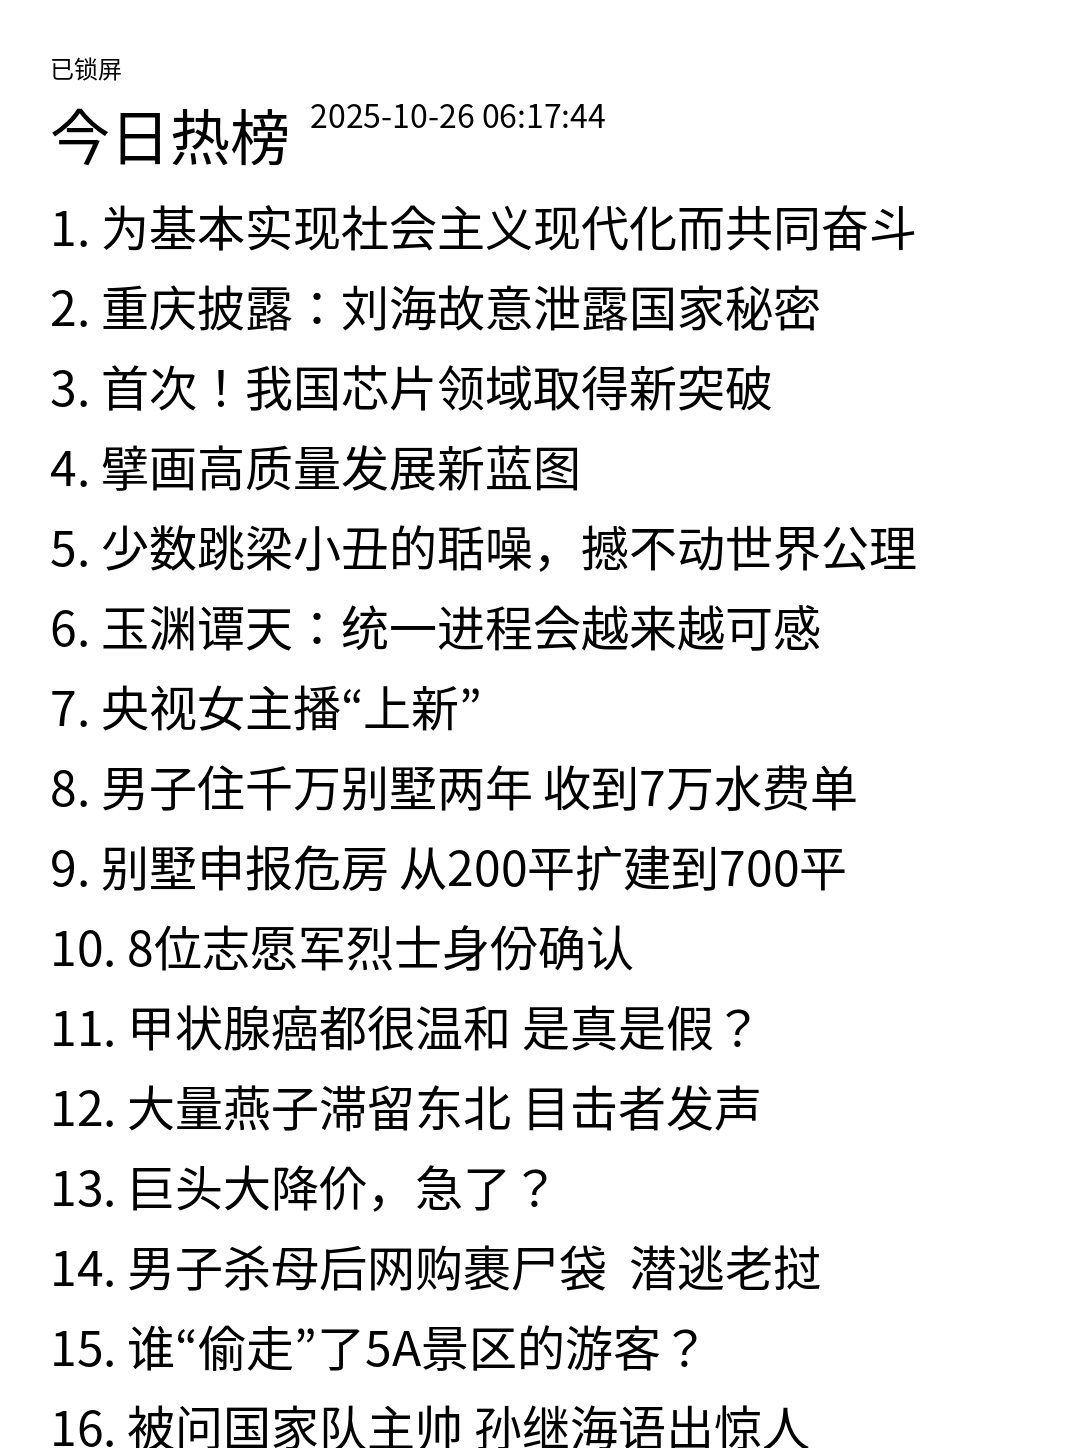 已锁屏
今日热榜 2025-10-26 06:17:44
1. 为基本实现社会主义现代化而共同奋斗
2. 重庆披露：刘海故意泄露国家秘密
3. 首次！我国芯片领域取得新突破
4. 擘画高质量发展新蓝图
5. 少数跳梁小丑的聒噪，撼不动世界公理
6. 玉渊谭天：统一进程会越来越可感
7. 央视女主播“上新”
8. 男子住千万别墅两年 收到7万水费单
9. 别墅申报危房 从200平扩建到700平
10. 8位志愿军烈士身份确认
11. 甲状腺癌都很温和 是真是假？
12. 大量燕子滞留东北 目击者发声
13. 巨头大降价，急了？
14. 男子杀母后网购裹尸袋  潜逃老挝
15. 谁“偷走”了5A景区的游客？
16. 被问国家队主帅 孙继海语出惊人